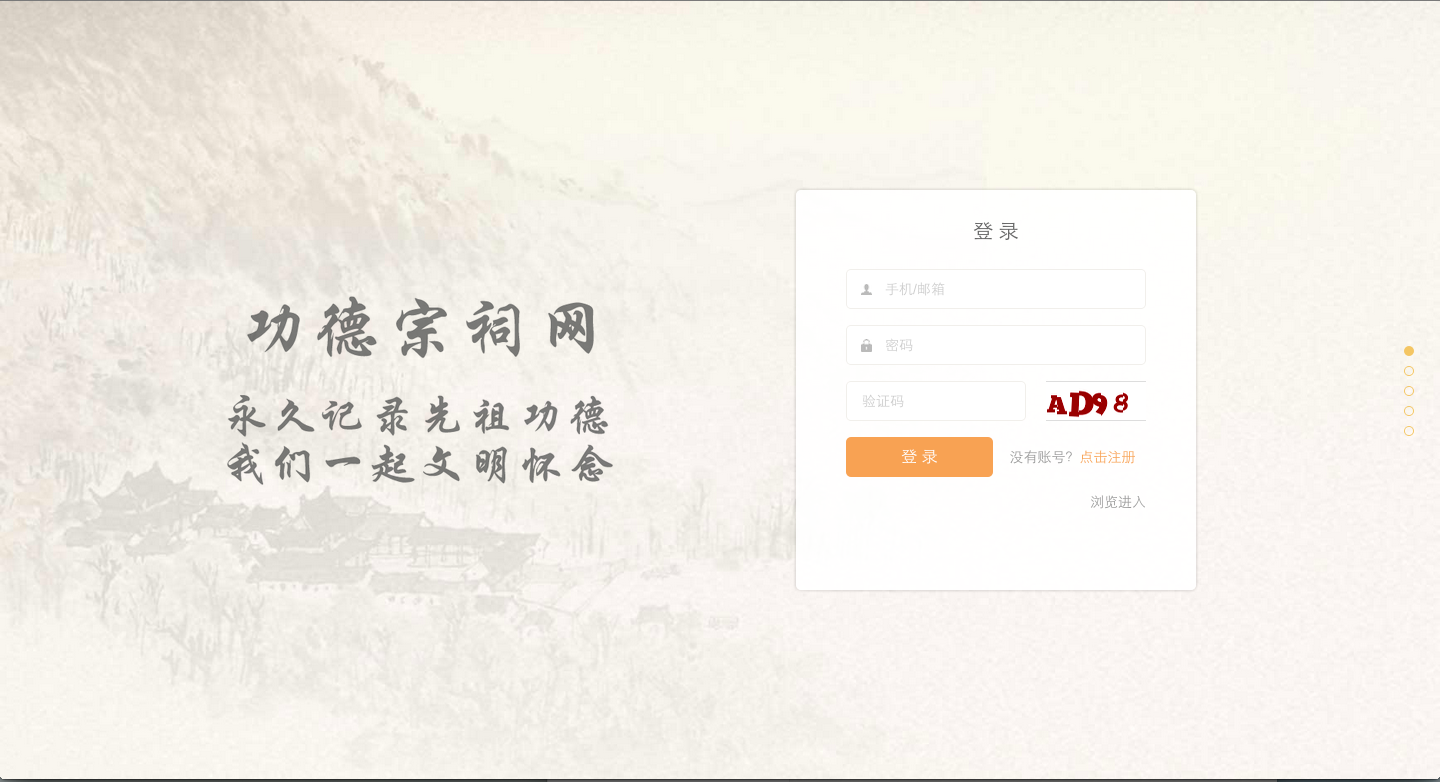 功德宗祠网
永久记录先祖功德
我们一起文明怀念
登 录
手机/邮箱
密码
验证码
AD98
登 录
没有账号? 点击注册
浏览进入